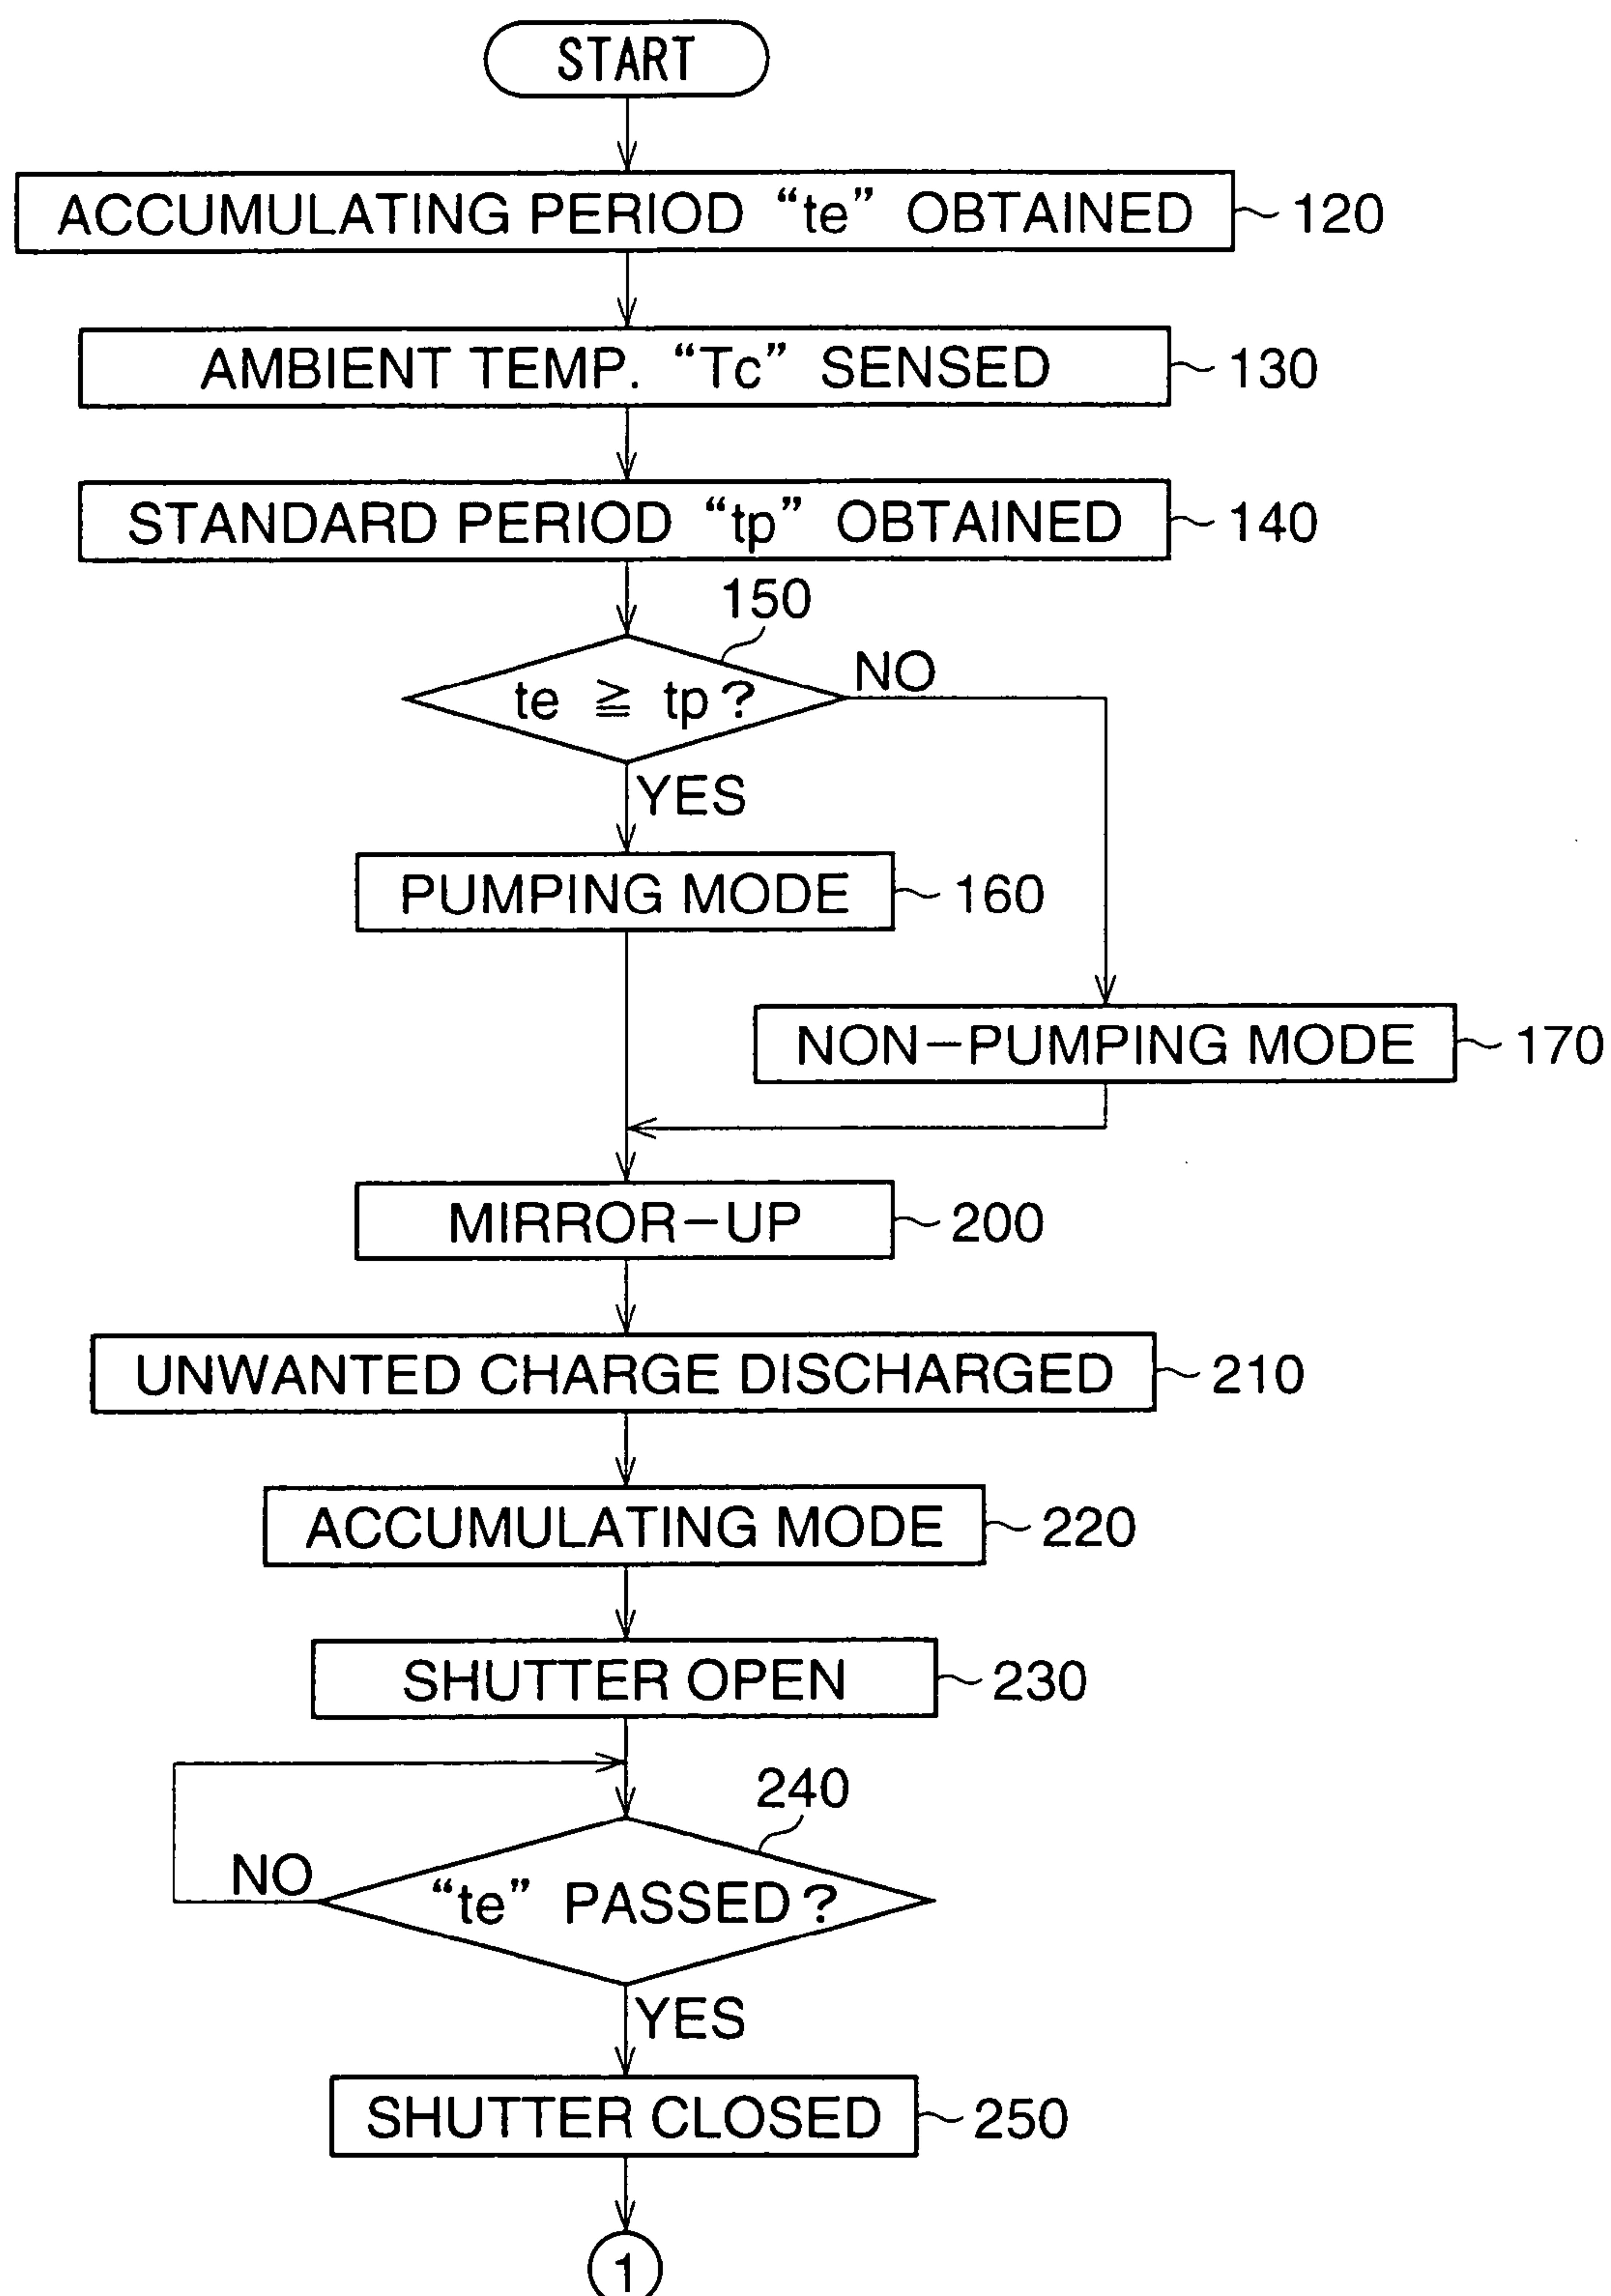 START
ACCUMULATING PERIOD “te” OBTAINED 120
AMBIENT TEMP. “Tc” SENSED 130
STANDARD PERIOD “tp” OBTAINED 140
150
te ≧ tp?
NO
YES
PUMPING MODE 160
NON-PUMPING MODE 170
MIRROR-UP 200
UNWANTED CHARGE DISCHARGED 210
ACCUMULATING MODE 220
SHUTTER OPEN 230
240
NO
“te” PASSED?
YES
SHUTTER CLOSED 250
1